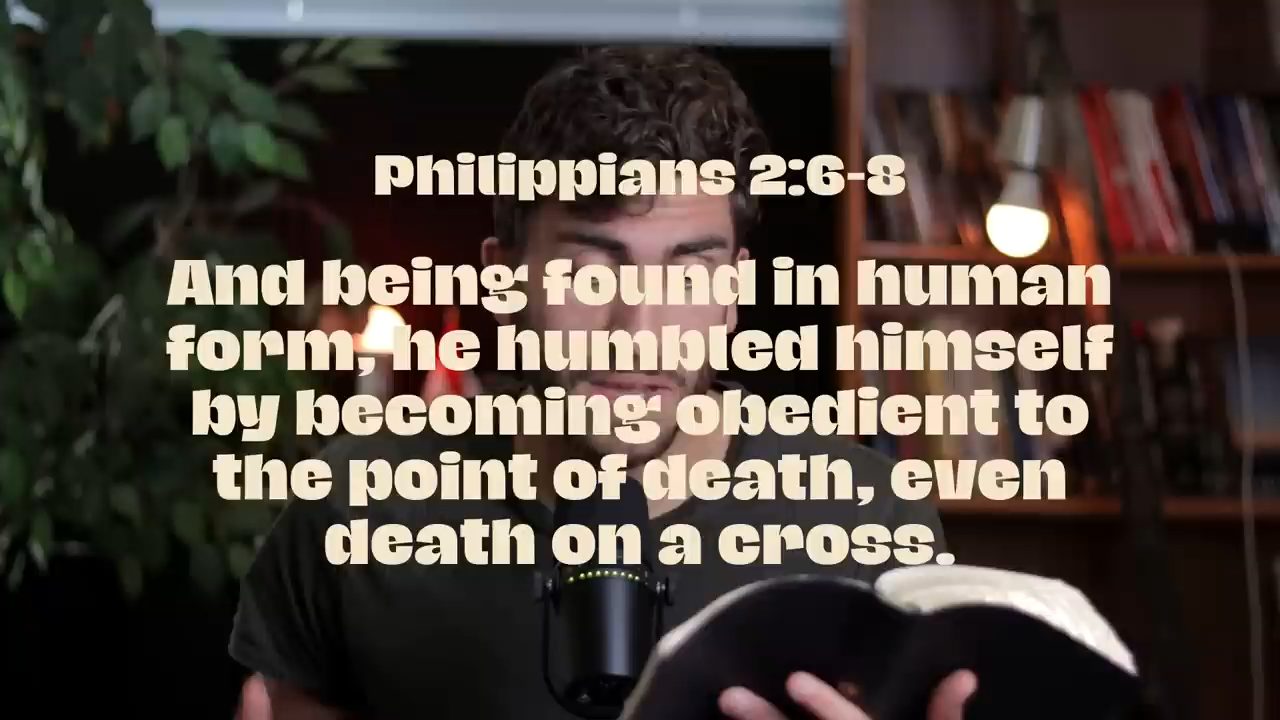 Philippians 2:6-8
And being found in human
form, he humbled himself
by becoming obedient to
the point of death, even
death on a cross.